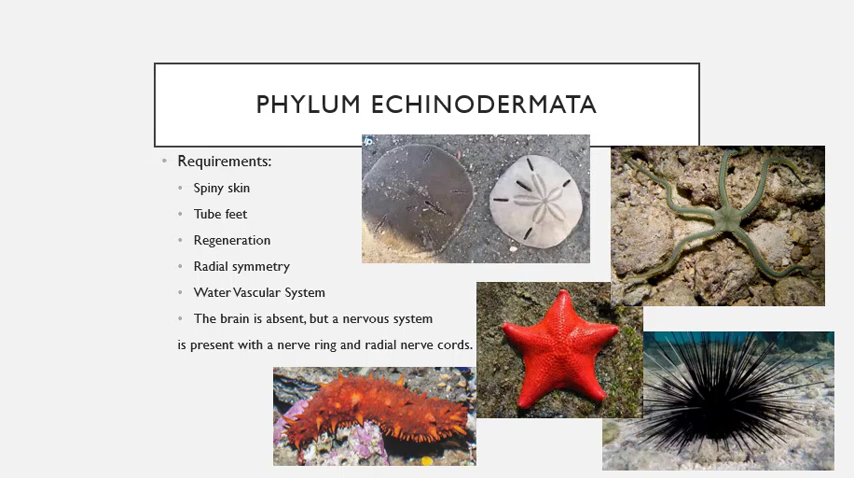 PHYLUM ECHINODERMATA
Requirements:
Spiny skin
Tube feet
Regeneration
Radial symmetry
Water Vascular System
The brain is absent, but a nervous system
is present with a nerve ring and radial nerve cords.